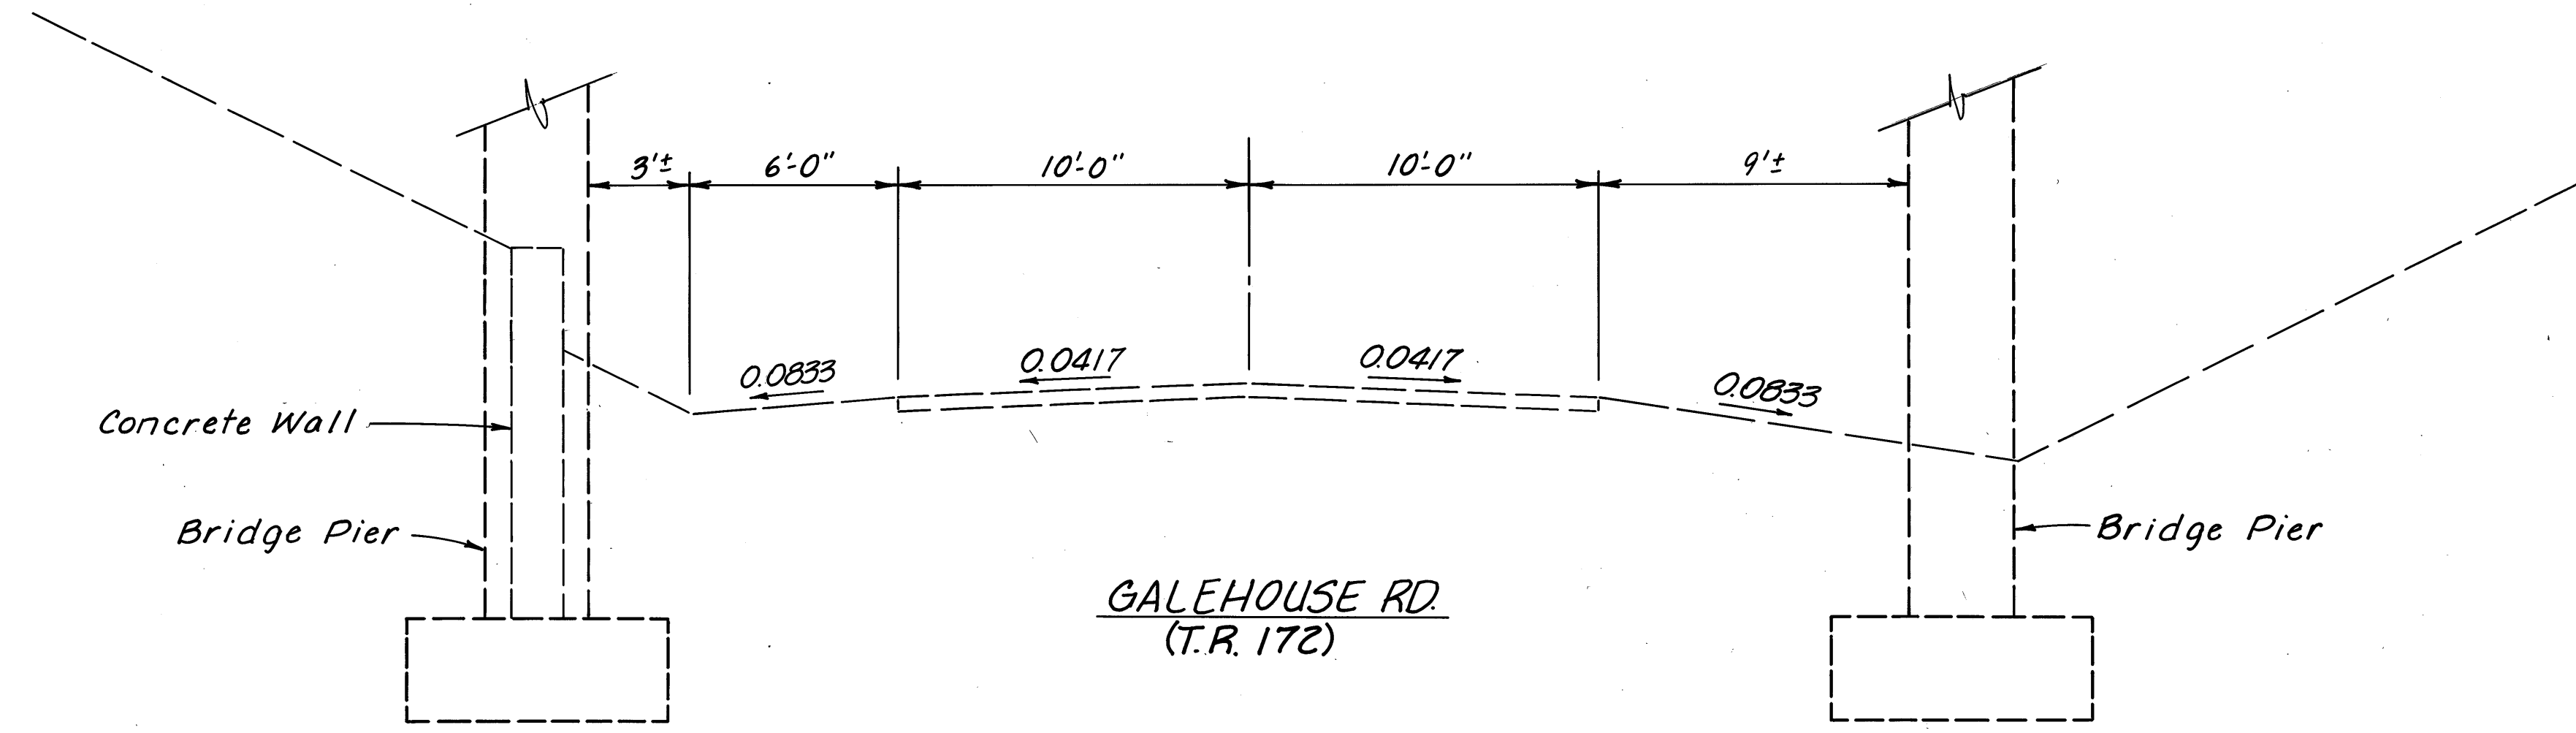 3'±
6'-0"
10'-0"
10'-0"
9'±
0.0833
0.0417
0.0417
0.0833
Concrete Wall
Bridge Pier
Bridge Pier
GALEHOUSE RD.
(T.R. 172)